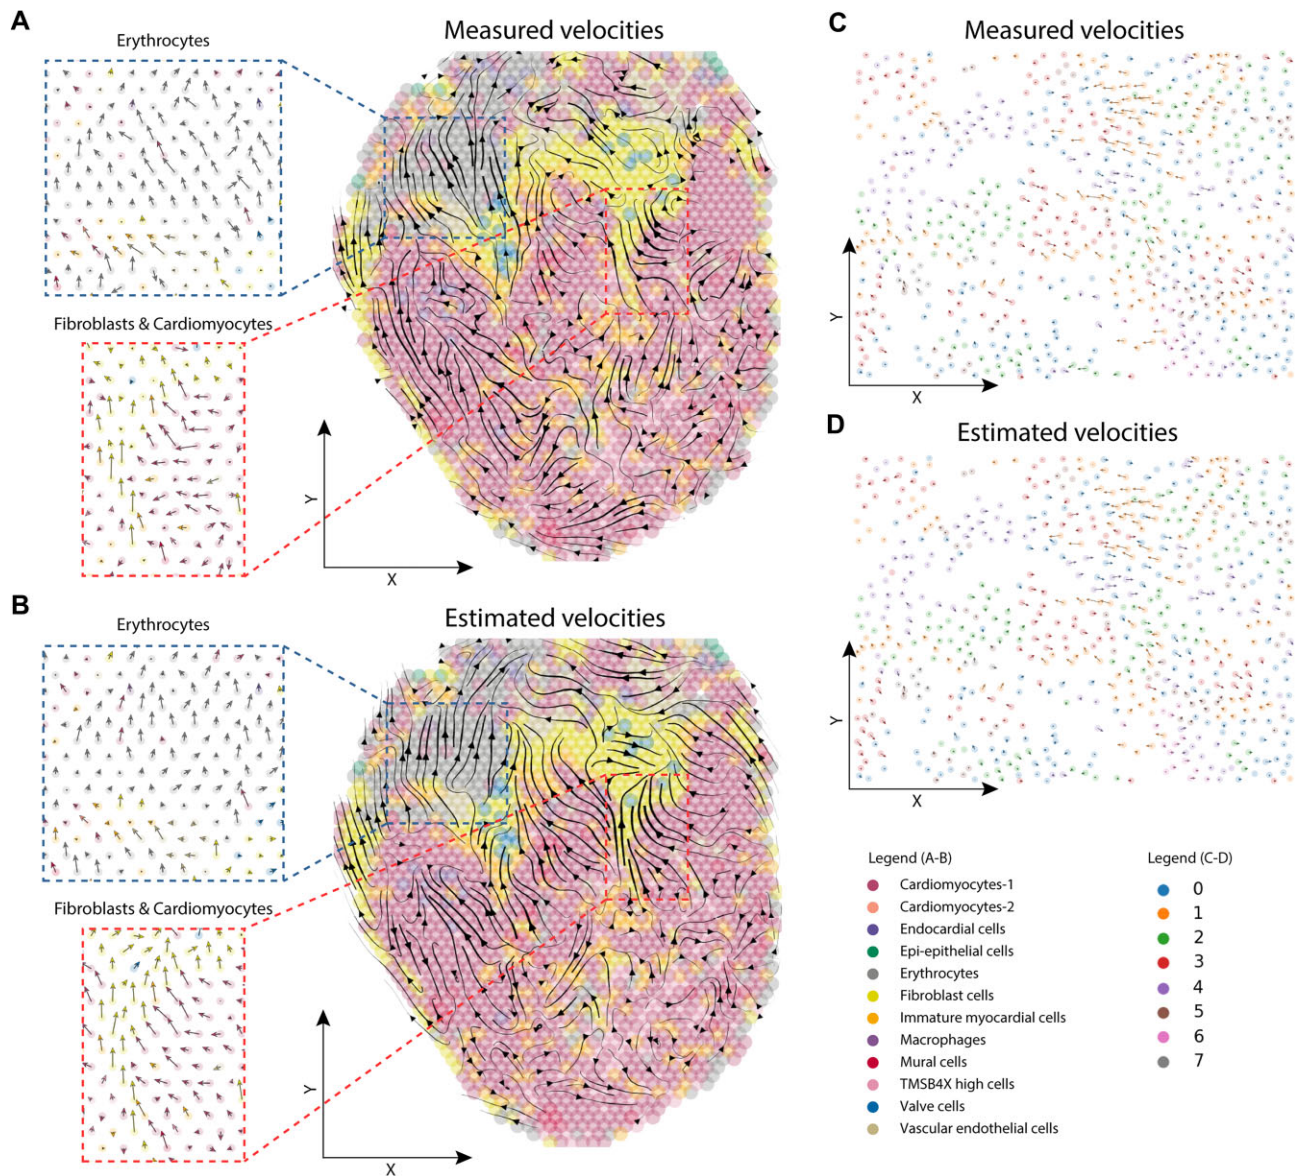 A
Measured velocities
Erythrocytes
Fibroblasts & Cardiomyocytes
Y
X
B
Estimated velocities
Erythrocytes
Fibroblasts & Cardiomyocytes
Y
X
C
Measured velocities
Y
X
D
Estimated velocities
Y
X
Legend (A-B)
Cardiomyocytes-1
Cardiomyocytes-2
Endocardial cells
Epi-epithelial cells
Erythrocytes
Fibroblast cells
Immature myocardial cells
Macrophages
Mural cells
TMSB4X high cells
Valve cells
Vascular endothelial cells
Legend (C-D)
0
1
2
3
4
5
6
7